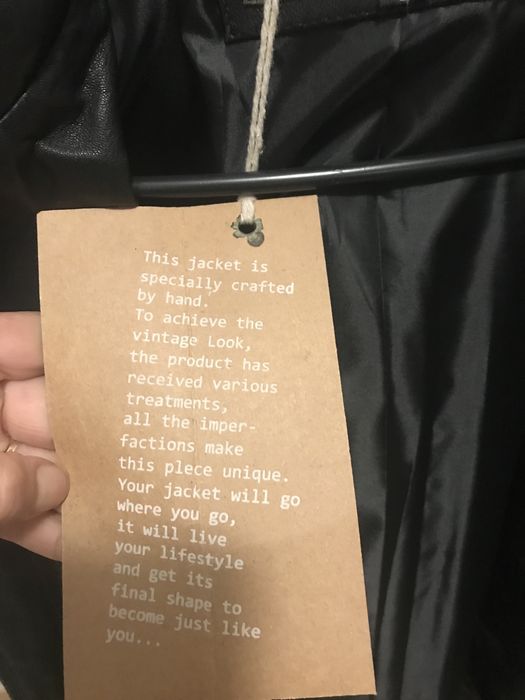 This jacket is
specially crafted
by hand.
To achieve the
vintage Look,
the product has
received various
treatments,
all the imper-
factions make
this plece unique.
Your jacket will go
where you go,
it will live
your lifestyle
and get its
final shape to
become just like
you...